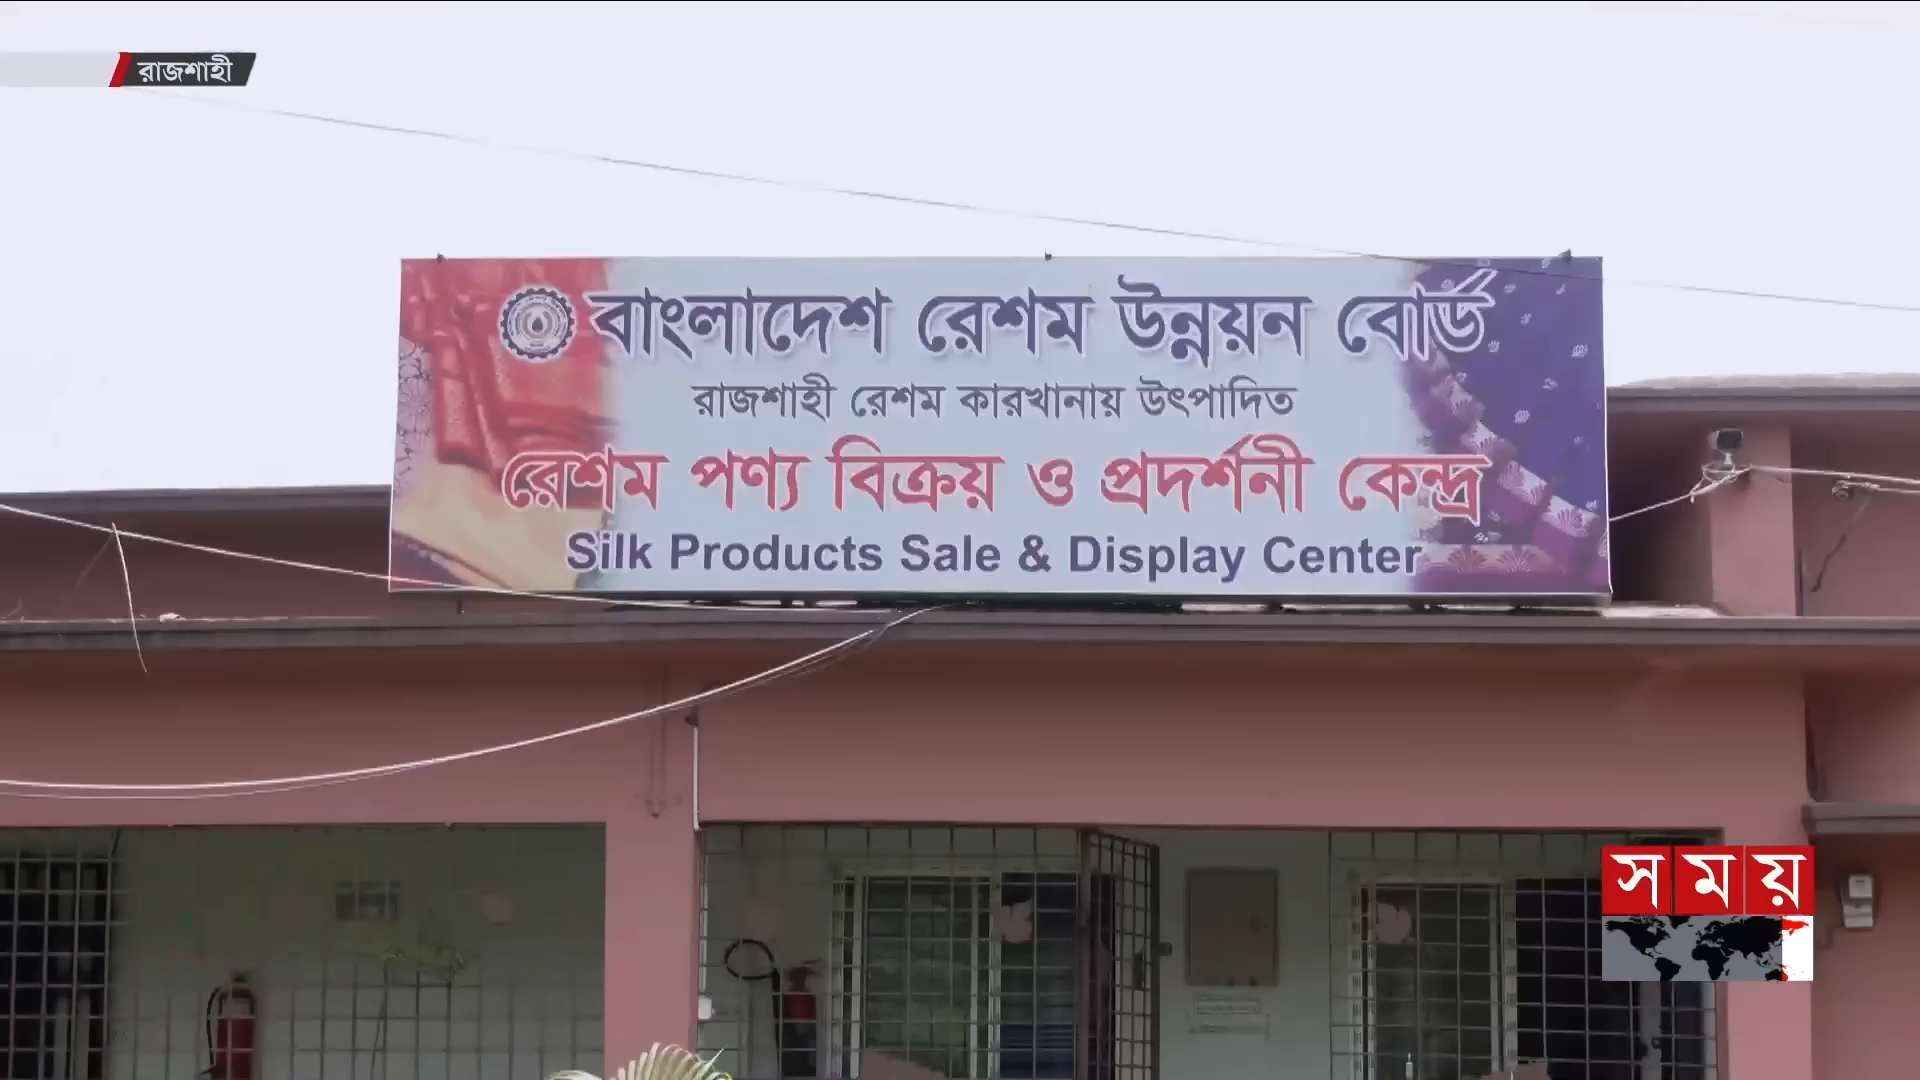 রাজশাহী
বাংলাদেশ রেশম উন্নয়ন বোর্ড
রাজশাহী রেশম কারখানায় উৎপাদিত
রেশম পণ্য বিক্রয় ও প্রদর্শনী কেন্দ্র
Silk Products Sale & Display Center
সময়